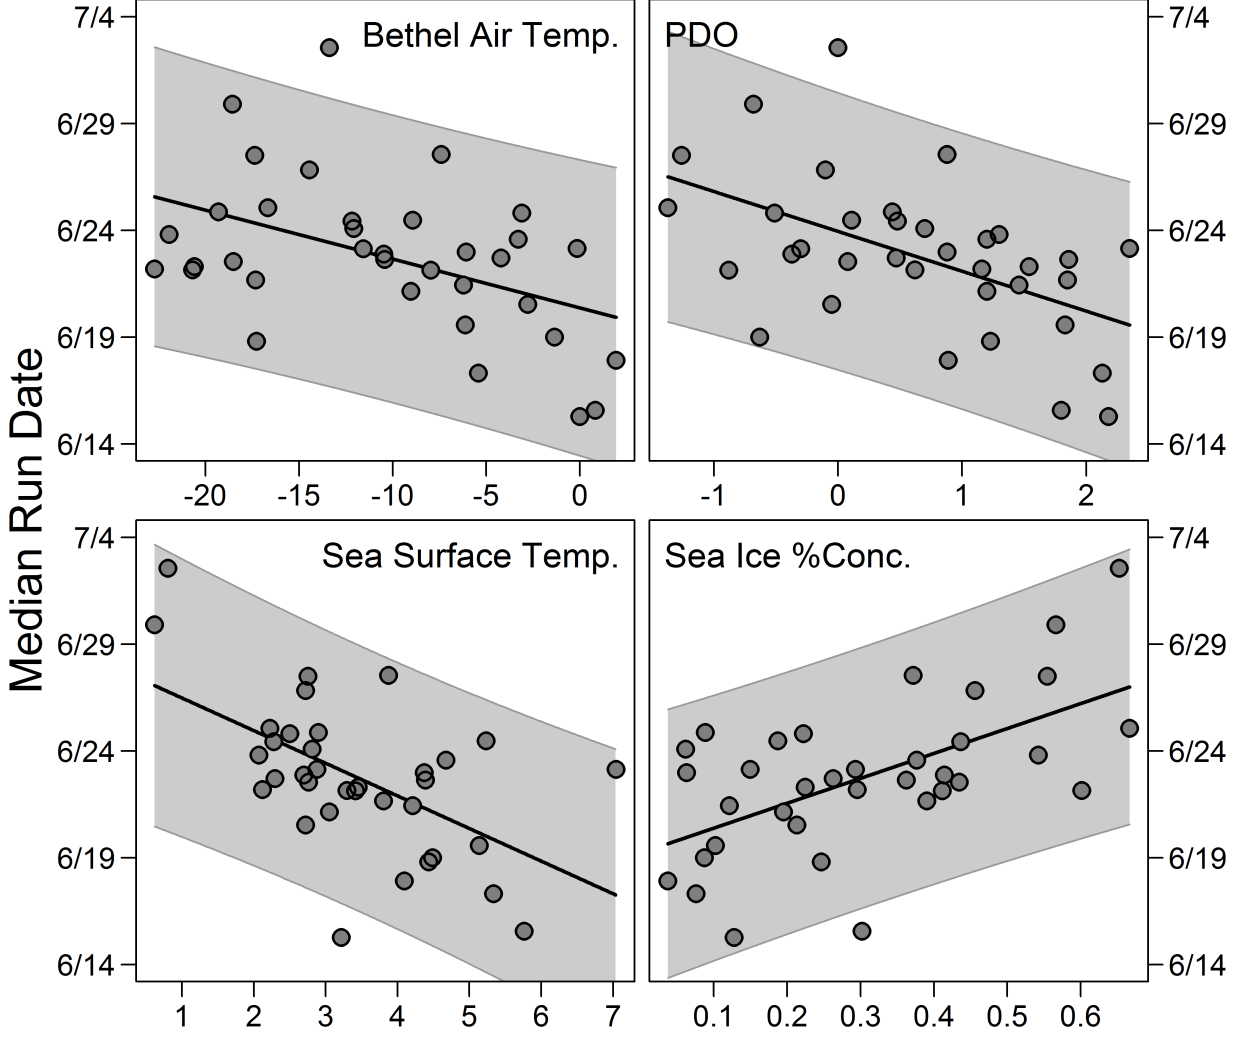 Median Run Date
7/4
6/29
6/24
6/19
6/14
Bethel Air Temp.
-20 -15 -10 -5 0
PDO
7/4
6/29
6/24
6/19
6/14
-1 0 1 2
7/4
6/29
6/24
6/19
6/14
Sea Surface Temp.
1 2 3 4 5 6 7
Sea Ice %Conc.
7/4
6/29
6/24
6/19
6/14
0.1 0.2 0.3 0.4 0.5 0.6